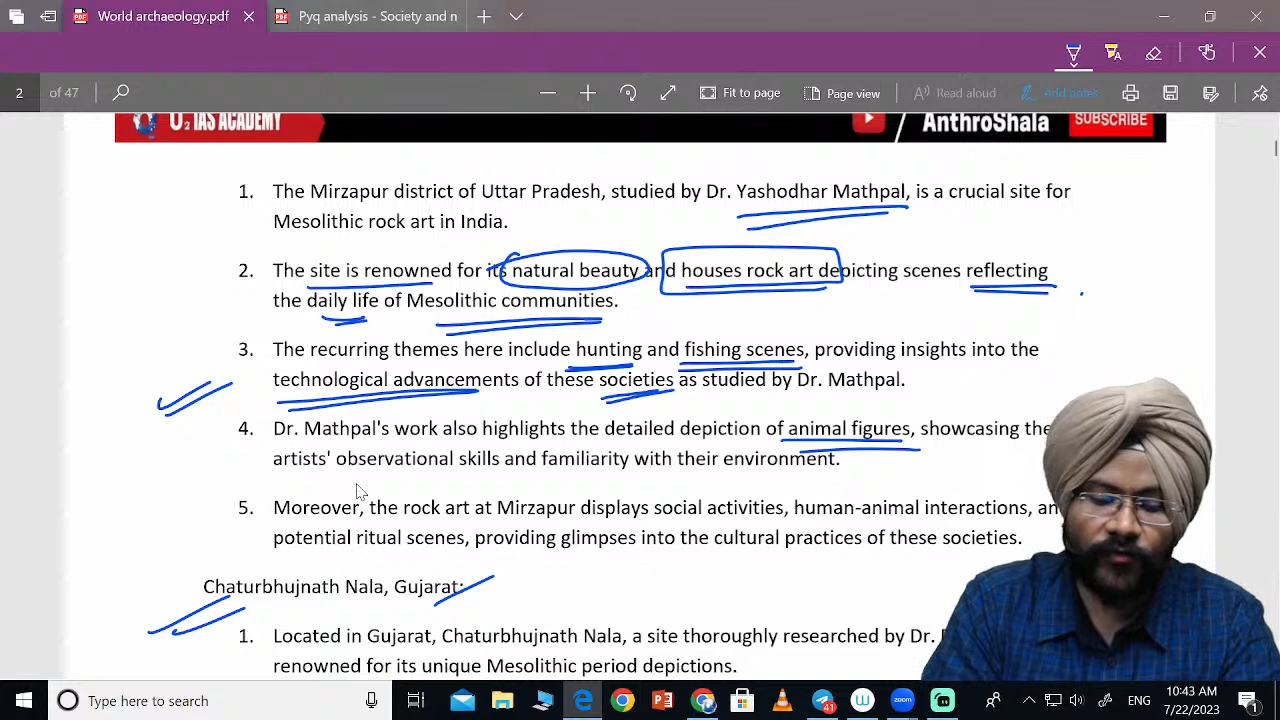 World archaeology.pdf
Pyq analysis - Society and n
2 of 47
Fit to page
Page view
Read aloud
Add notes
O2 IAS ACADEMY
AnthroShala
SUBSCRIBE
1. The Mirzapur district of Uttar Pradesh, studied by Dr. Yashodhar Mathpal, is a crucial site for
Mesolithic rock art in India.
2. The site is renowned for its natural beauty and houses rock art depicting scenes reflecting
the daily life of Mesolithic communities.
3. The recurring themes here include hunting and fishing scenes, providing insights into the
technological advancements of these societies as studied by Dr. Mathpal.
4. Dr. Mathpal's work also highlights the detailed depiction of animal figures, showcasing the
artists' observational skills and familiarity with their environment.
5. Moreover, the rock art at Mirzapur displays social activities, human-animal interactions, an
potential ritual scenes, providing glimpses into the cultural practices of these societies.
Chaturbhujnath Nala, Gujarat:
1. Located in Gujarat, Chaturbhujnath Nala, a site thoroughly researched by Dr.
renowned for its unique Mesolithic period depictions.
Type here to search
41
zoom
ENG
10:43 AM
7/22/2023
1